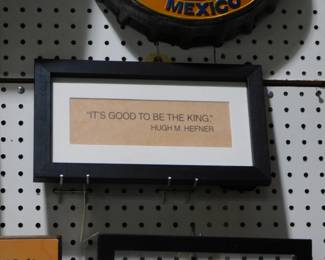 MEXICO
"IT'S GOOD TO BE THE KING."
HUGH M. HEFNER